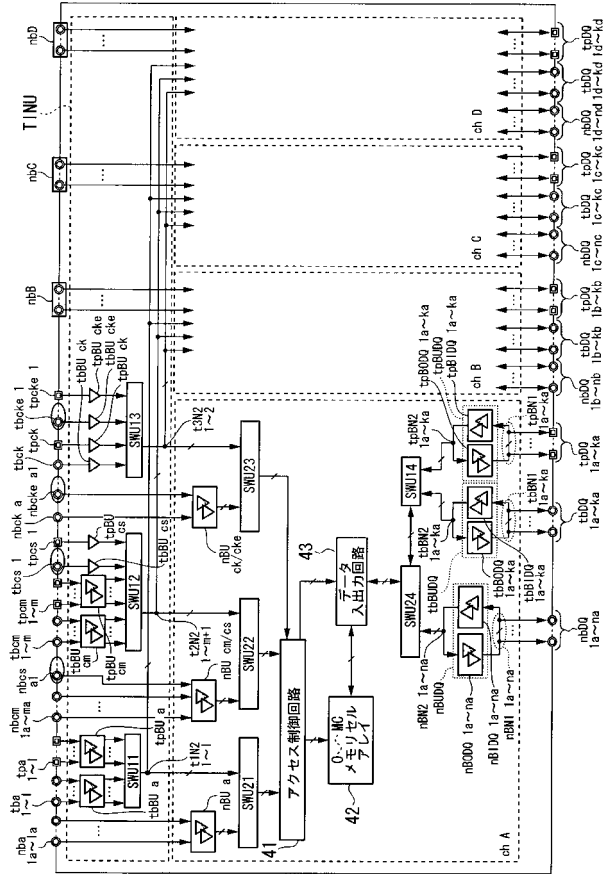 nba
1a~la
tba
1~l
tpa
1~l
nbcm
1a~ma
nbcs
a1
tbcm
1~m
tpcm
1~m
tbcs 1
tpcs 1
nbck a
nbcke a1
tbck
tpck
tbcke 1
tpcke 1
nbB
nbC
nbD
TINU
tbBU a
tpBU a
SWU11
tbBU
cm
tpBU
cm
SWU12
tpBU
cs
tbBU cs
tbBU ck
tpBU
cke
tbBU cke
tpBU ck
SWU13
t1N2
1~l
t2N2
1~m+1
t3N2
1~2
nBU a
nBU cm/cs
nBU
ck/cke
SWU21
SWU22
SWU23
41
アクセス制御回路
42
MC
メモリセル
アレイ
43
データ
入出力回路
SWU24
SWU14
nBN2 1a~na
nBUDQ
nBODQ 1a~na
nBIDQ 1a~na
nBN1 1a~na
tbBN2
1a~ka
tbBUDQ
tbBODQ
1a~ka
tbBIDQ 1a~ka
tbBN1
1a~ka
tpBN2
1a~ka
tpBODQ 1a~ka
tpBUDQ
tpBIDQ 1a~ka
tpBN1
1a~ka
ch A
ch B
ch C
ch D
nbDQ
1a~na
tbDQ
1a~ka
tpDQ
1a~ka
nbDQ
1b~nb
tbDQ
1b~kb
tpDQ
1b~kb
nbDQ
1c~nc
tbDQ
1c~kc
tpDQ
1c~kc
nbDQ
1d~nd
tbDQ
1d~kd
tpDQ
1d~kd